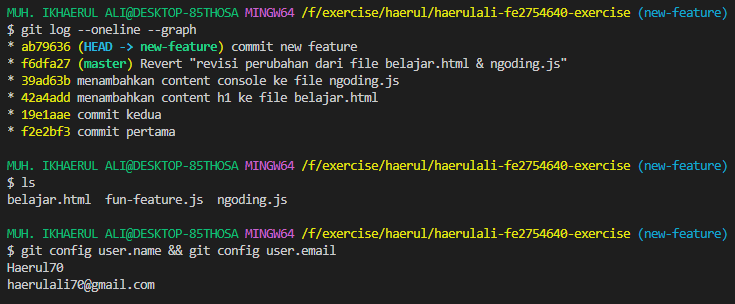 MUH. IKHAERUL ALI@DESKTOP-85THOSA MINGW64 /f/exercise/haerul/haerulali-fe2754640-exercise (new-feature)
$ git log --oneline --graph
* ab79636 (HEAD -> new-feature) commit new feature
* f6dfa27 (master) Revert "revisi perubahan dari file belajar.html & ngoding.js"
* 39ad63b menambahkan content console ke file ngoding.js
* 42a4add menambahkan content h1 ke file belajar.html
* 19e1aae commit kedua
* f2e2bf3 commit pertama
MUH. IKHAERUL ALI@DESKTOP-85THOSA MINGW64 /f/exercise/haerul/haerulali-fe2754640-exercise (new-feature)
$ ls
belajar.html  fun-feature.js  ngoding.js
MUH. IKHAERUL ALI@DESKTOP-85THOSA MINGW64 /f/exercise/haerul/haerulali-fe2754640-exercise (new-feature)
$ git config user.name && git config user.email
Haerul70
haerulali70@gmail.com